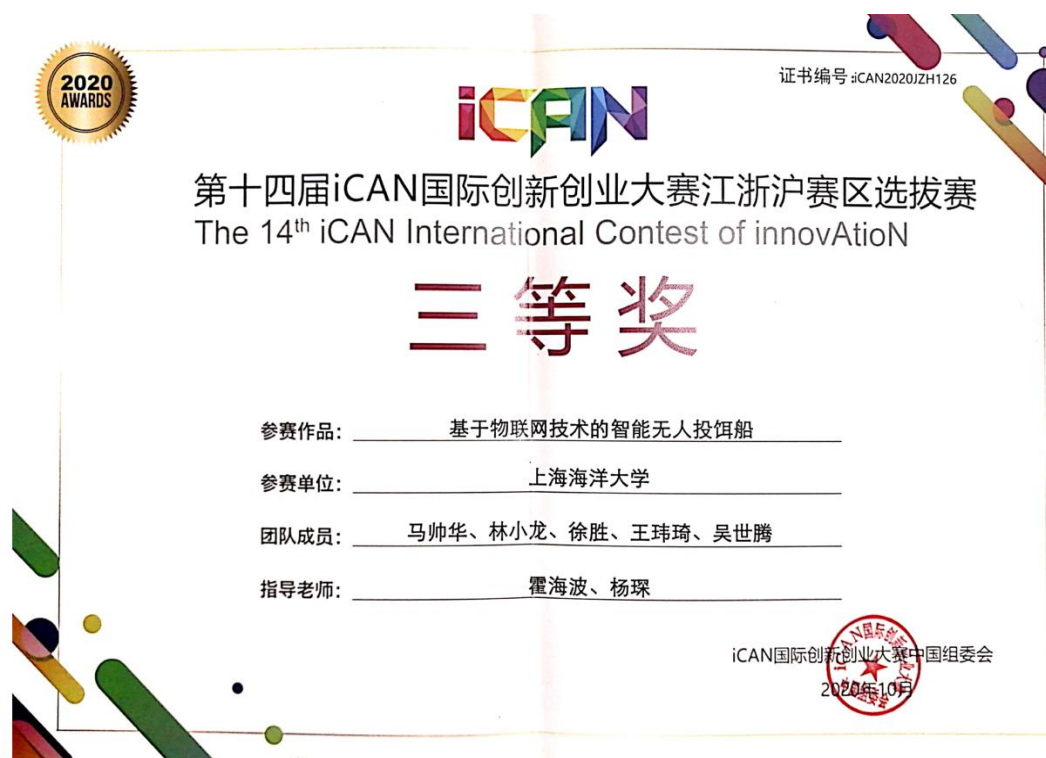 2020
AWARDS
证书编号:iCAN2020JZH126
iCAN
第十四届iCAN国际创新创业大赛江浙沪赛区选拔赛
The 14th iCAN International Contest of innovAtioN
三等奖
参赛作品: 基于物联网技术的智能无人投饵船
参赛单位: 上海海洋大学
团队成员: 马帅华、林小龙、徐胜、王玮琦、吴世腾
指导老师: 霍海波、杨琛
iCAN国际创新创业大赛中国组委会
2020年10月